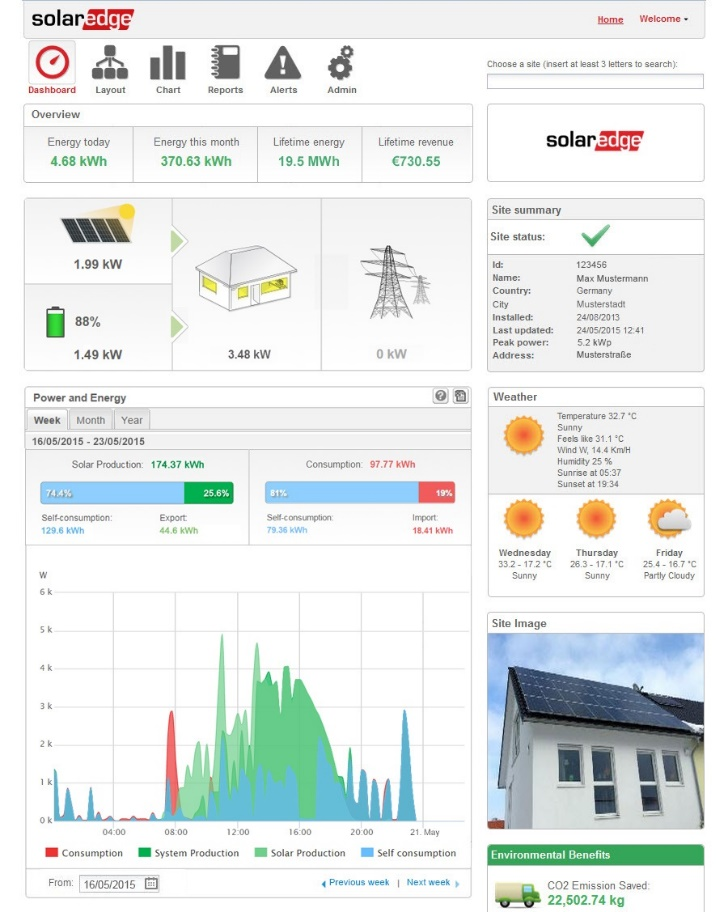 solaredge
Home Welcome
Dashboard Layout Chart Reports Alerts Admin
Choose a site (insert at least 3 letters to search):
Overview
Energy today Energy this month Lifetime energy Lifetime revenue
4.68 kWh 370.63 kWh 19.5 MWh €730.55
solaredge
1.99 kW
88%
1.49 kW
3.48 kW
0 kW
Site summary
Site status:
Id: 123456
Name: Max Mustermann
Country: Germany
City Musterstadt
Installed: 24/08/2013
Last updated: 24/05/2015 12:41
Peak power: 5.2 kWp
Address: Musterstraße
Power and Energy
?
Week Month Year
16/05/2015 - 23/05/2015
Solar Production: 174.37 kWh
74.4% 25.6%
Self-consumption: Export:
129.6 kWh 44.6 kWh
Consumption: 97.77 kWh
81% 19%
Self-consumption: Import:
79.36 kWh 18.41 kWh
W
6 k
5 k
4 k
3 k
2 k
1 k
0 k
04:00 08:00 12:00 16:00 20:00 21. May
Consumption System Production Solar Production Self consumption
From: 16/05/2015 Previous week | Next week
Weather
Temperature 32.7 °C
Sunny
Feels like 31.1 °C
Wind W, 14.4 Km/H
Humidity 25 %
Sunrise at 05:37
Sunset at 19:34
Wednesday Thursday Friday
33.2 - 17.2 °C 26.3 - 17.1 °C 25.4 - 16.7 °C
Sunny Sunny Partly Cloudy
Site Image
Environmental Benefits
CO2 Emission Saved:
22,502.74 kg